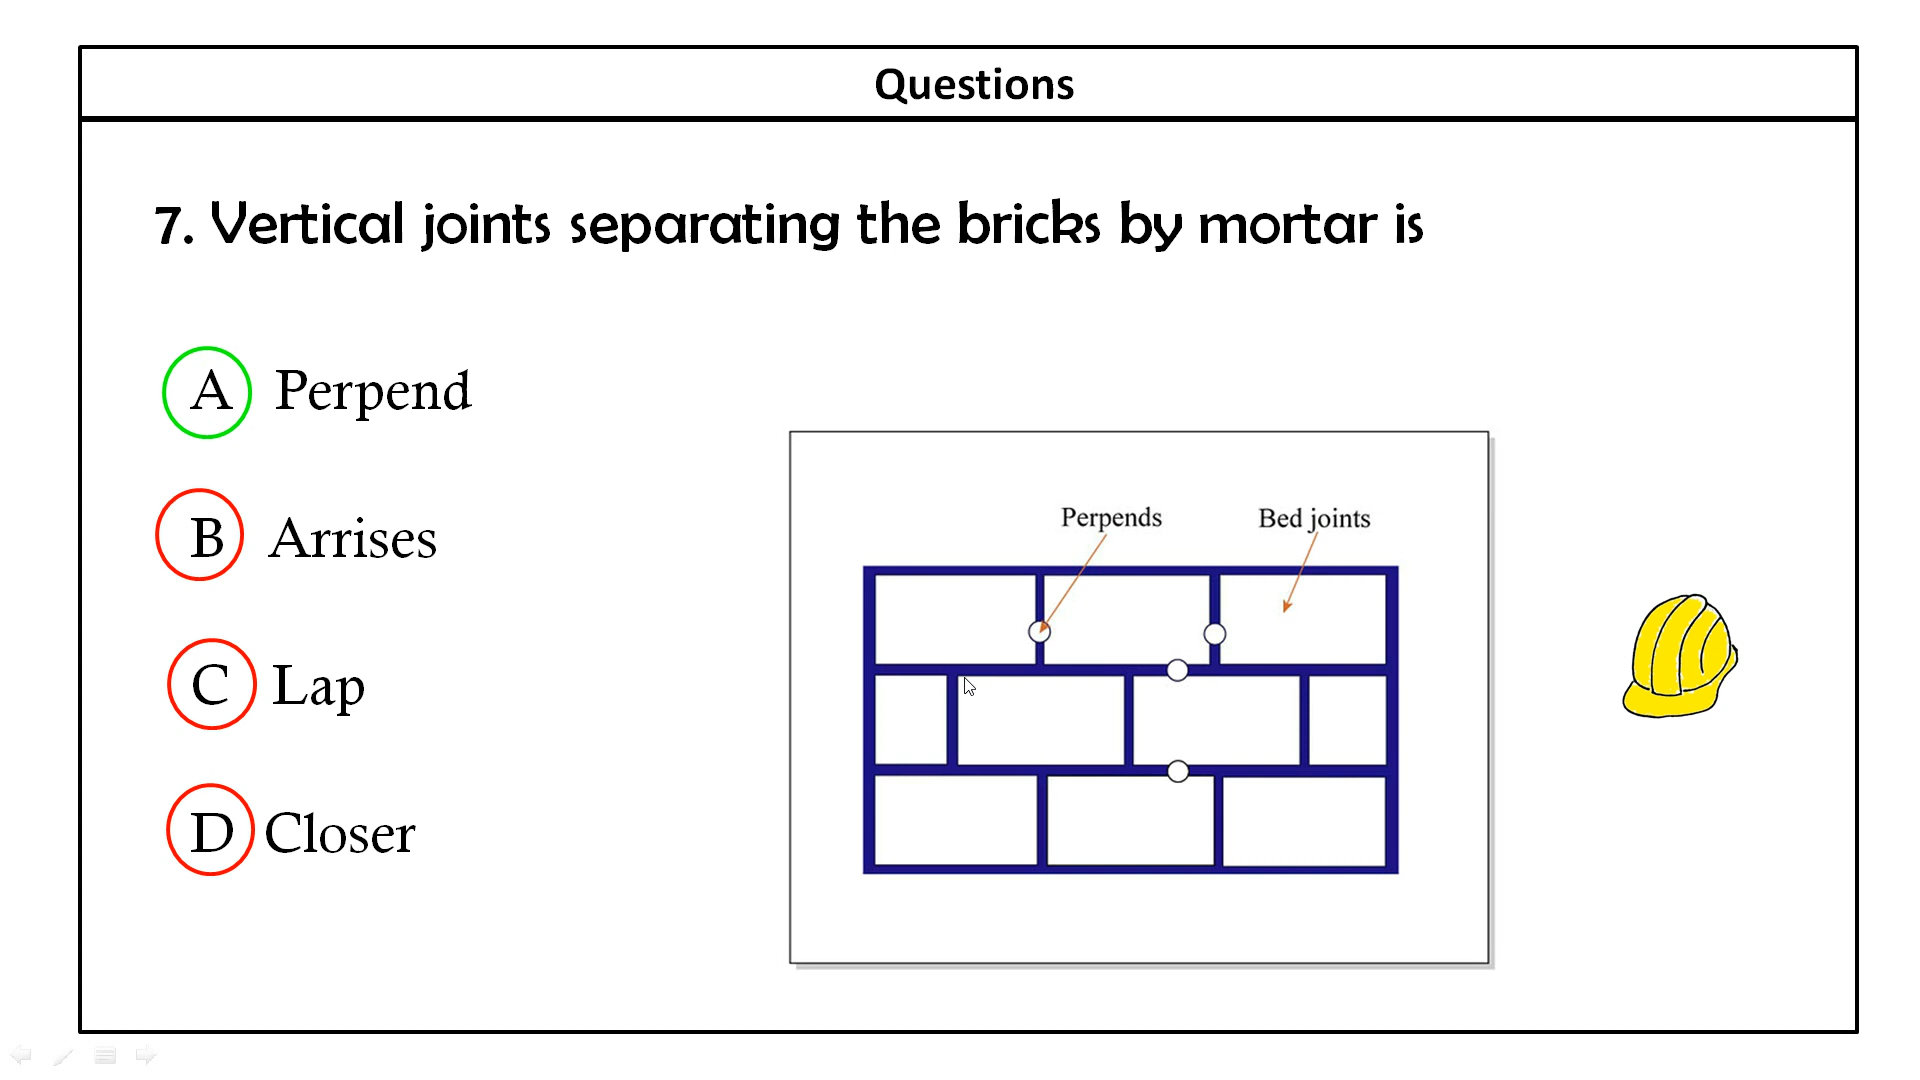 Questions
7. Vertical joints separating the bricks by mortar is
A Perpend
B Arrises
C Lap
D Closer
Perpends Bed joints